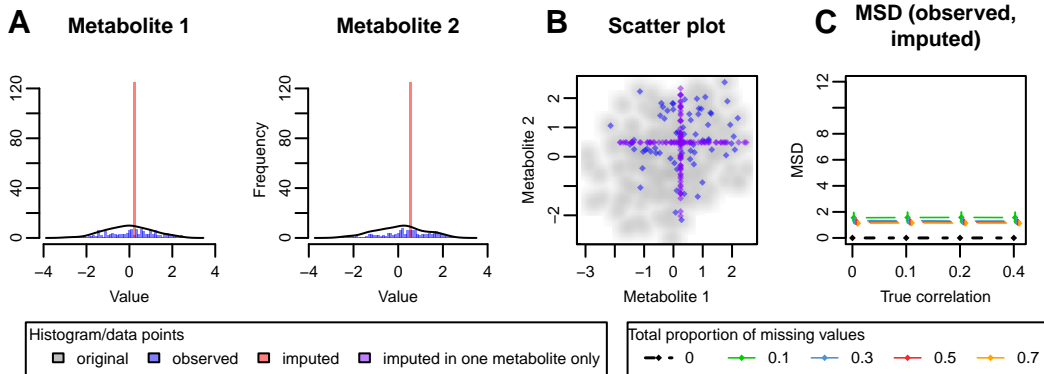 A
Metabolite 1
Metabolite 2
B
Scatter plot
C
MSD (observed,
imputed)
0
40
80
120
−4
−2
0
2
4
Value
Frequency
0
40
80
120
−4
−2
0
2
4
Value
Metabolite 2
−2
0
1
2
−3
−1
0
1
2
Metabolite 1
MSD
0
2
4
6
8
12
0
0.1
0.2
0.4
True correlation
Histogram/data points
original
observed
imputed
imputed in one metabolite only
Total proportion of missing values
0
0.1
0.3
0.5
0.7